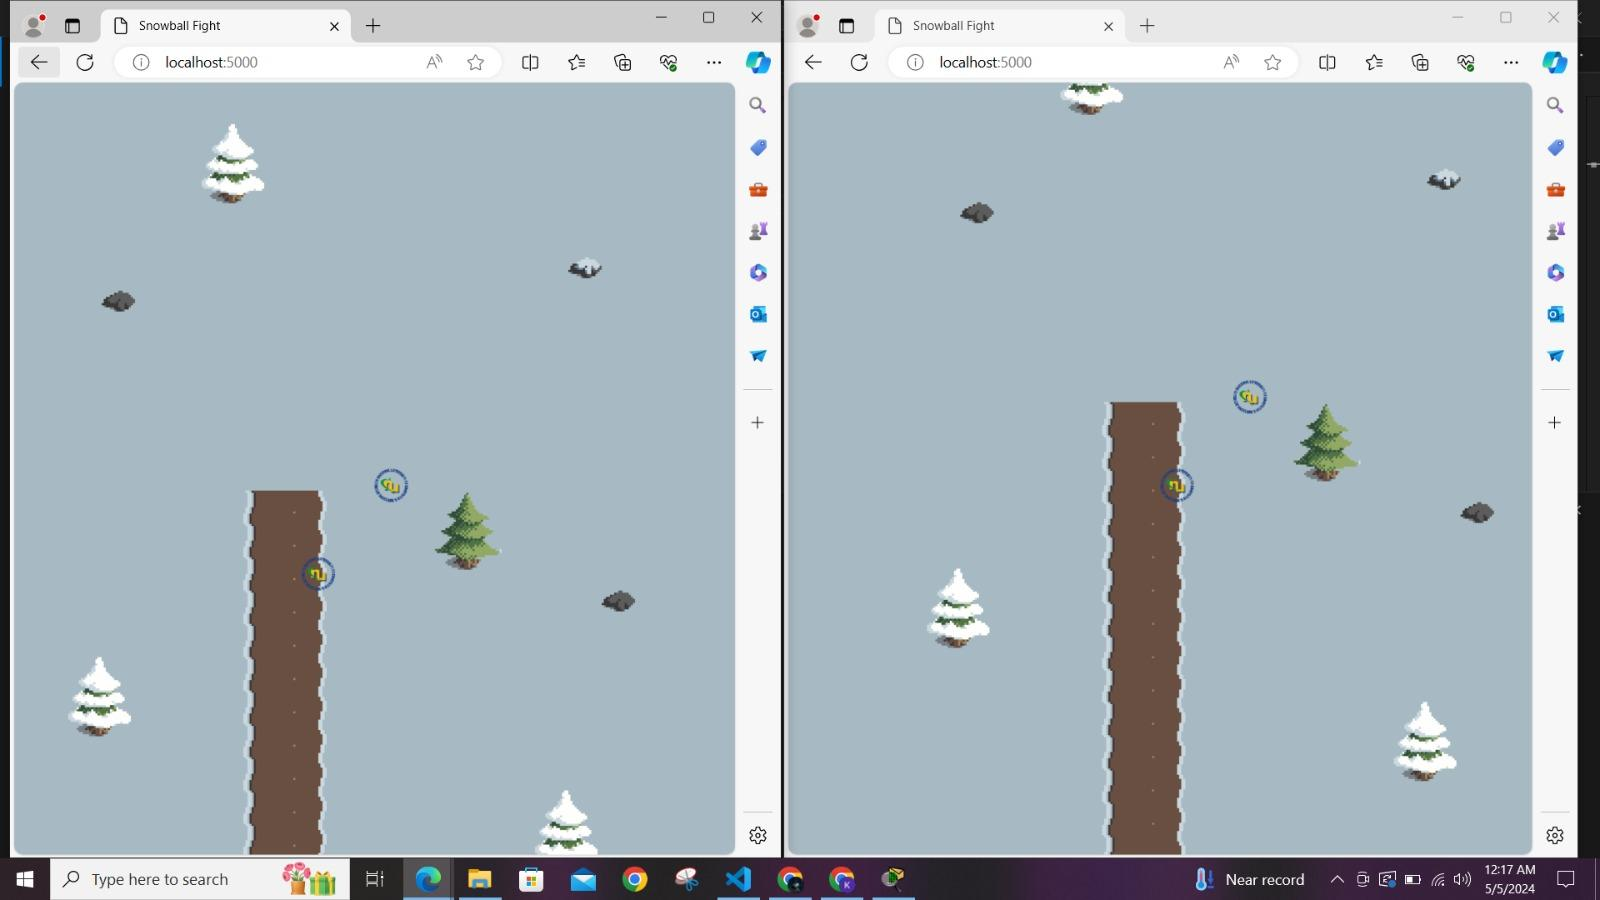 Snowball Fight
localhost:5000
Snowball Fight
localhost:5000
Type here to search
Near record
12:17 AM
5/5/2024